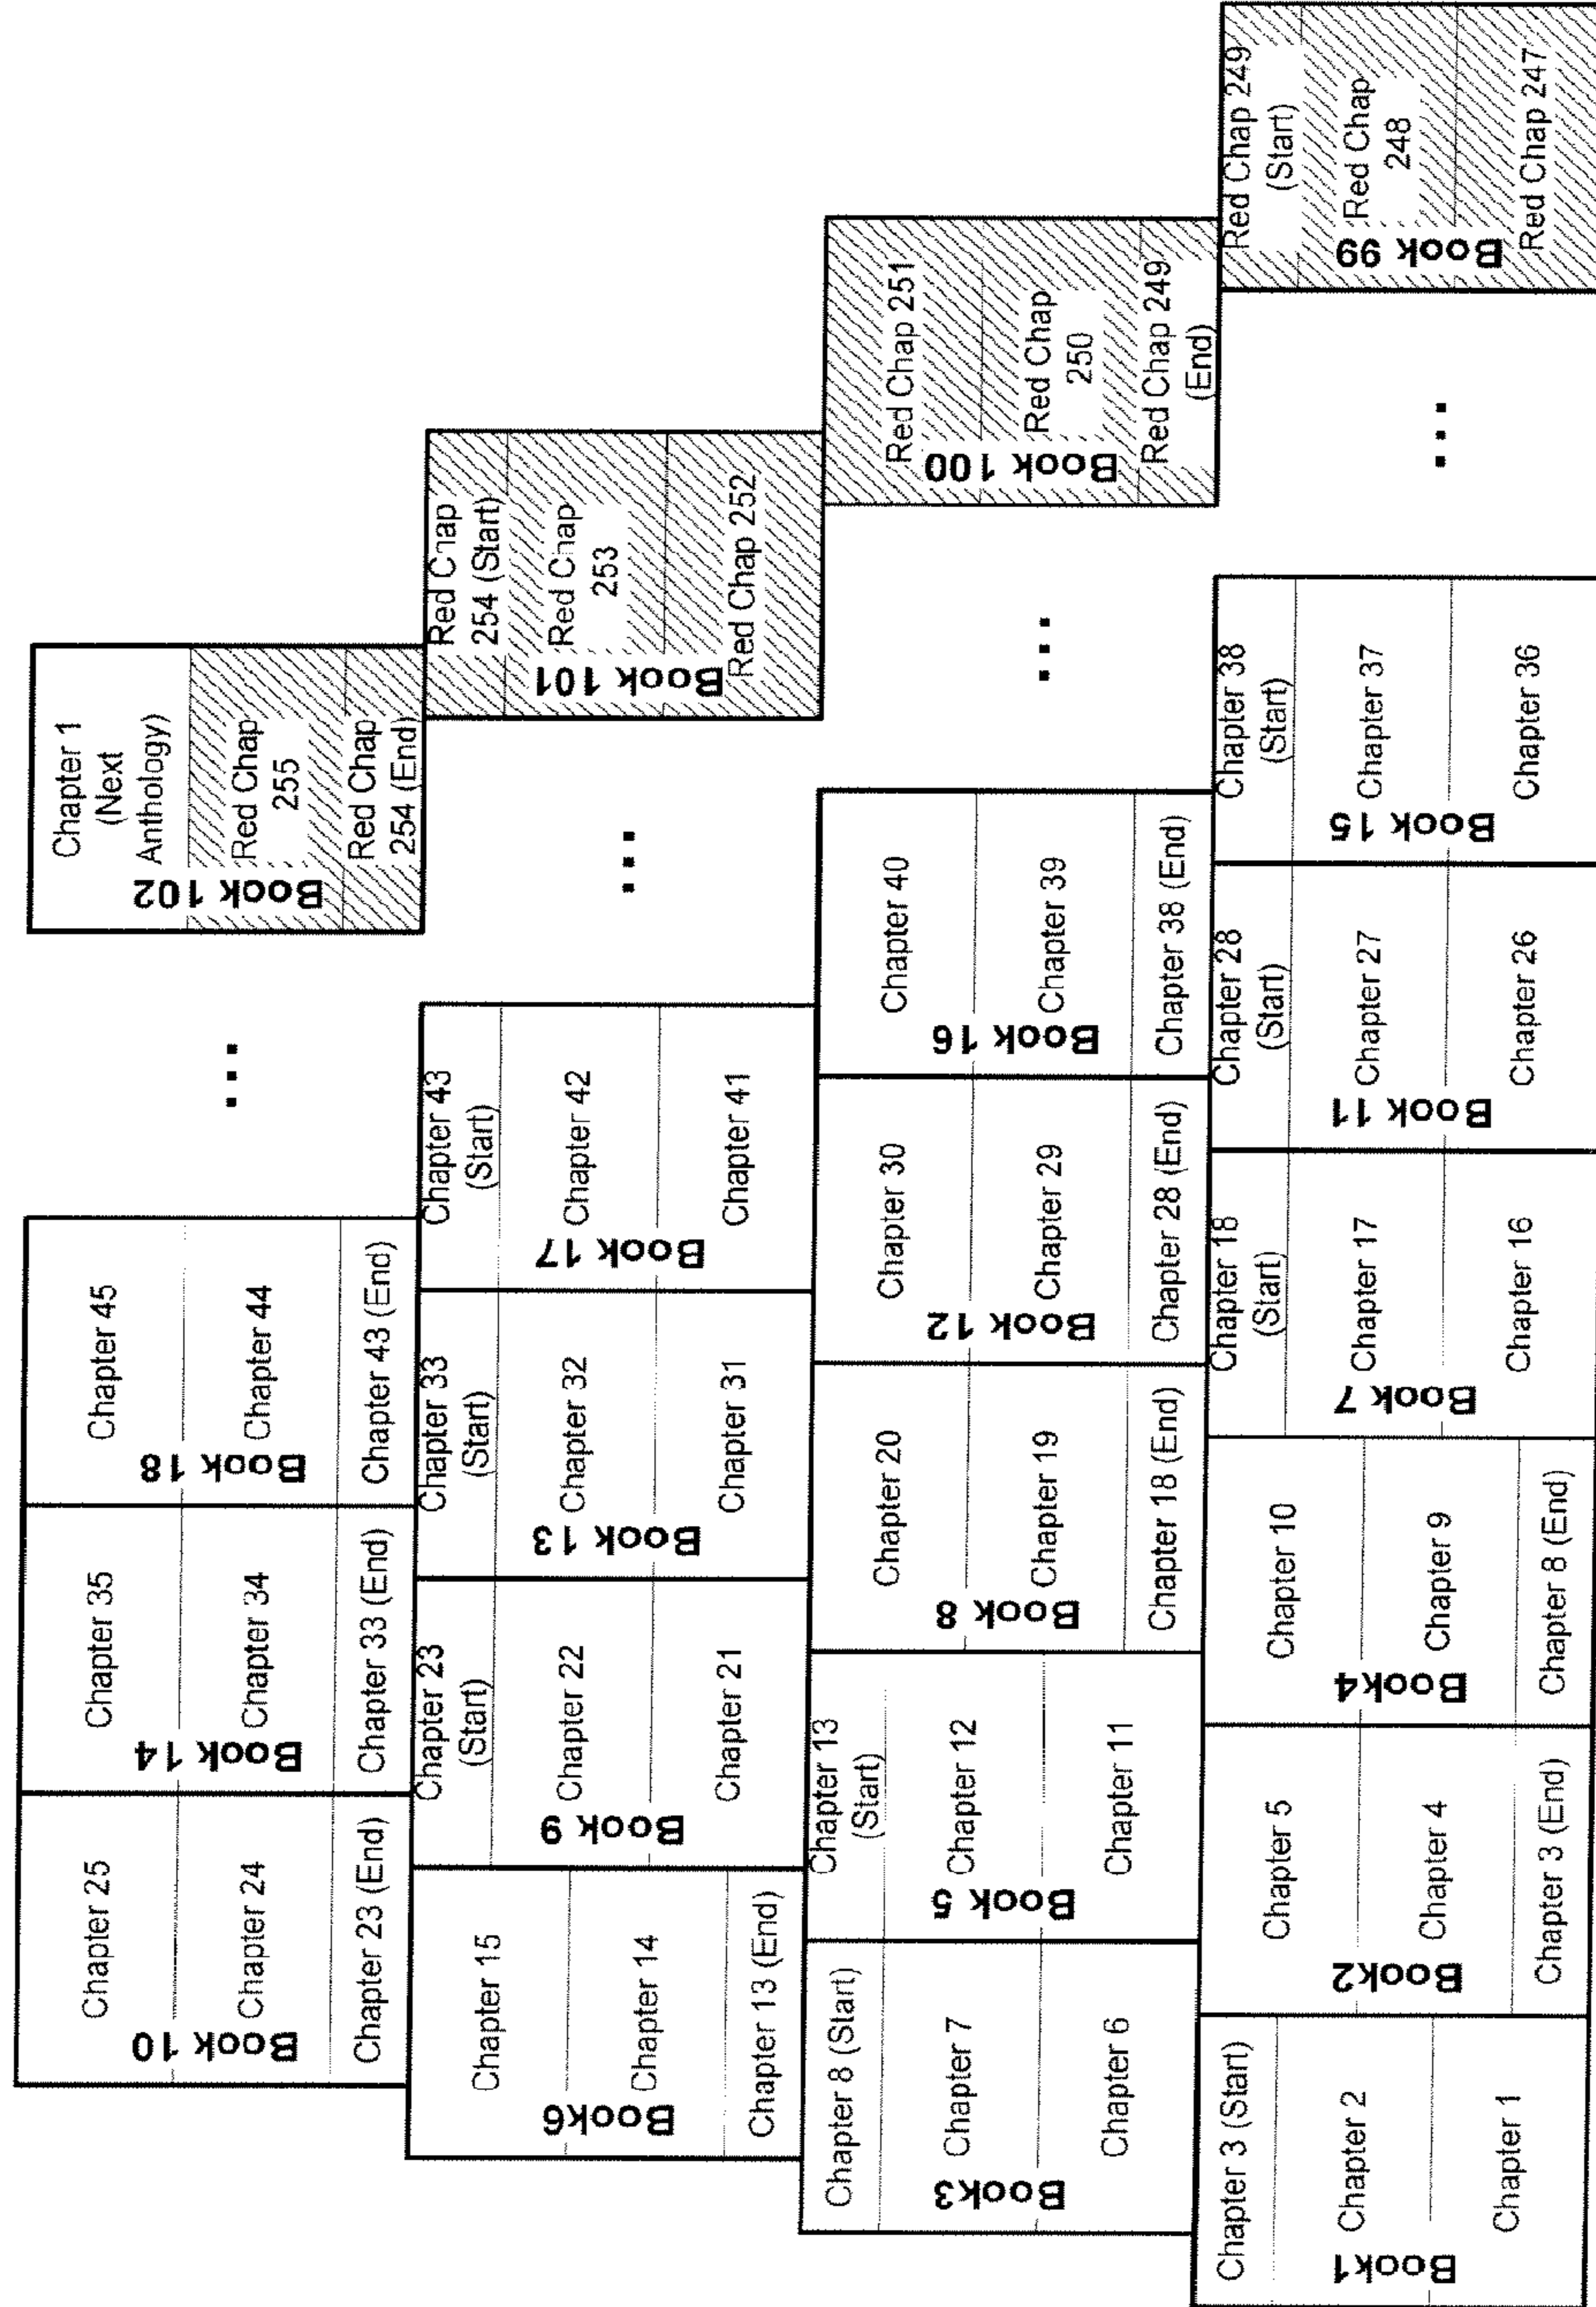 Chapter 1
(Next
Anthology)
Red Chap
255
Red Chap
254 (End)
Book 102
Red Chap
254 (Start)
Red Chap
253
Red Chap 252
Book 101
Red Chap 251
Red Chap
250
Red Chap 249
(End)
Book 100
Red Chap 249
(Start)
Red Chap
248
Red Chap 247
Book 99
...
...
...
...
...
Chapter 45
Chapter 44
Chapter 43 (End)
Book 18
Chapter 35
Chapter 34
Chapter 33 (End)
Book 14
Chapter 25
Chapter 24
Chapter 23 (End)
Book 10
Chapter 43
(Start)
Chapter 42
Chapter 41
Book 17
Chapter 33
(Start)
Chapter 32
Chapter 31
Book 13
Chapter 23
(Start)
Chapter 22
Chapter 21
Book 9
Chapter 15
Chapter 14
Chapter 13 (End)
Book6
Chapter 40
Chapter 39
Chapter 38 (End)
Book 16
Chapter 30
Chapter 29
Chapter 28 (End)
Book 12
Chapter 20
Chapter 19
Chapter 18 (End)
Book 8
Chapter 13
(Start)
Chapter 12
Chapter 11
Book 5
Chapter 8 (Start)
Chapter 7
Chapter 6
Book3
Chapter 38
(Start)
Chapter 37
Chapter 36
Book 15
Chapter 28
(Start)
Chapter 27
Chapter 26
Book 11
Chapter 18
(Start)
Chapter 17
Chapter 16
Book 7
Chapter 10
Chapter 9
Chapter 8 (End)
Book4
Chapter 5
Chapter 4
Chapter 3 (End)
Book2
Chapter 3 (Start)
Chapter 2
Chapter 1
Book1